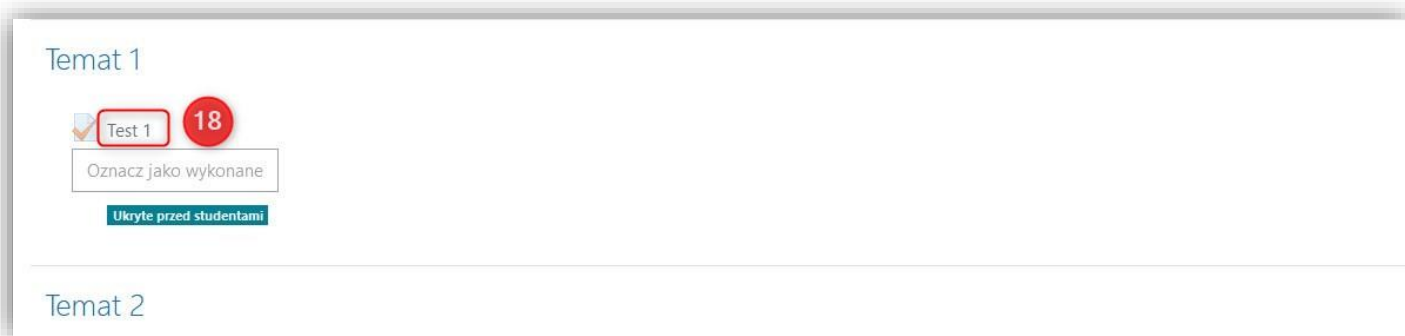 Temat 1
Test 1 18
Oznacz jako wykonane
Ukryte przed studentami
Temat 2